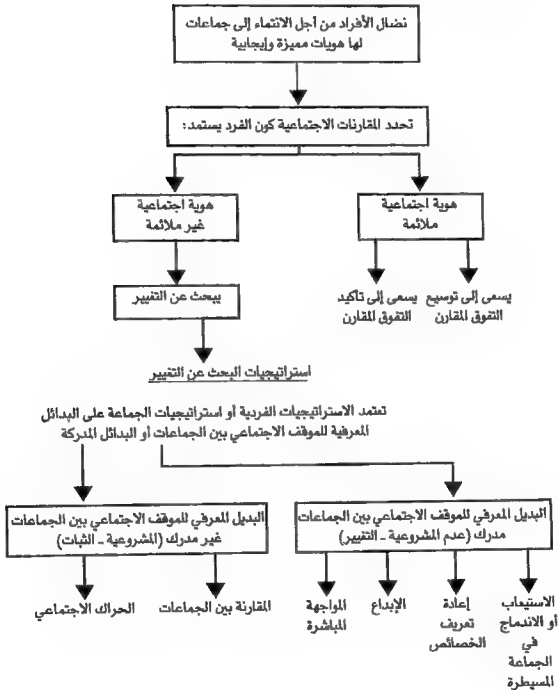 نضال الأفراد من أجل الانتماء إلى جماعات
لها هويات مميزة وإيجابية
تحدد المقارنات الاجتماعية كون الفرد يستمد:
هوية اجتماعية
ملائمة
هوية اجتماعية
غير ملائمة
يسعى إلى توسيع
التفوق المقارن
يسعى إلى تأكيد
التفوق المقارن
يبحث عن التغيير
استراتيجيات البحث عن التغيير
تعتمد الاستراتيجيات الفردية أو استراتيجيات الجماعة على البدائل
المعرفية للموقف الاجتماعي بين الجماعات أو البدائل المدركة
البديل المعرفي للموقف الاجتماعي بين الجماعات
مدرك (عدم المشروعية - التغيير)
البديل المعرفي للموقف الاجتماعي بين الجماعات
غير مدرك (المشروعية - الثبات)
الاستيعاب
أو الاندماج
في
الجماعة
المسيطرة
إعادة
تعريف
الخصائص
الإبداع
المواجهة
المباشرة
المقارنة بين الجماعات
الحراك الاجتماعي